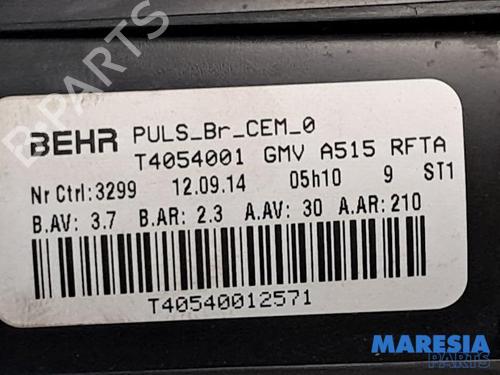 BEHR PULS_Br_CEM_0
T4054001 GMV A515 RFTA
Nr Ctrl:3299 12.09.14 05h10 9 ST1
B.AV: 3.7 B.AR: 2.3 A.AV: 30 A.AR: 210
T40540012571
MARESIA
PARTS